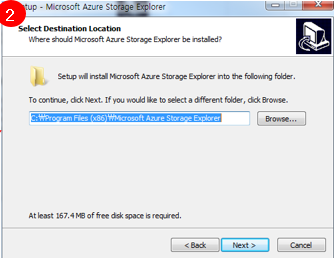 2
etup - Microsoft Azure Storage Explorer
Select Destination Location
Where should Microsoft Azure Storage Explorer be installed?
Setup will install Microsoft Azure Storage Explorer into the following folder.
To continue, click Next. If you would like to select a different folder, click Browse.
C:₩Program Files (x86)₩Microsoft Azure Storage Explorer
Browse...
At least 167.4 MB of free disk space is required.
< Back
Next >
Cancel